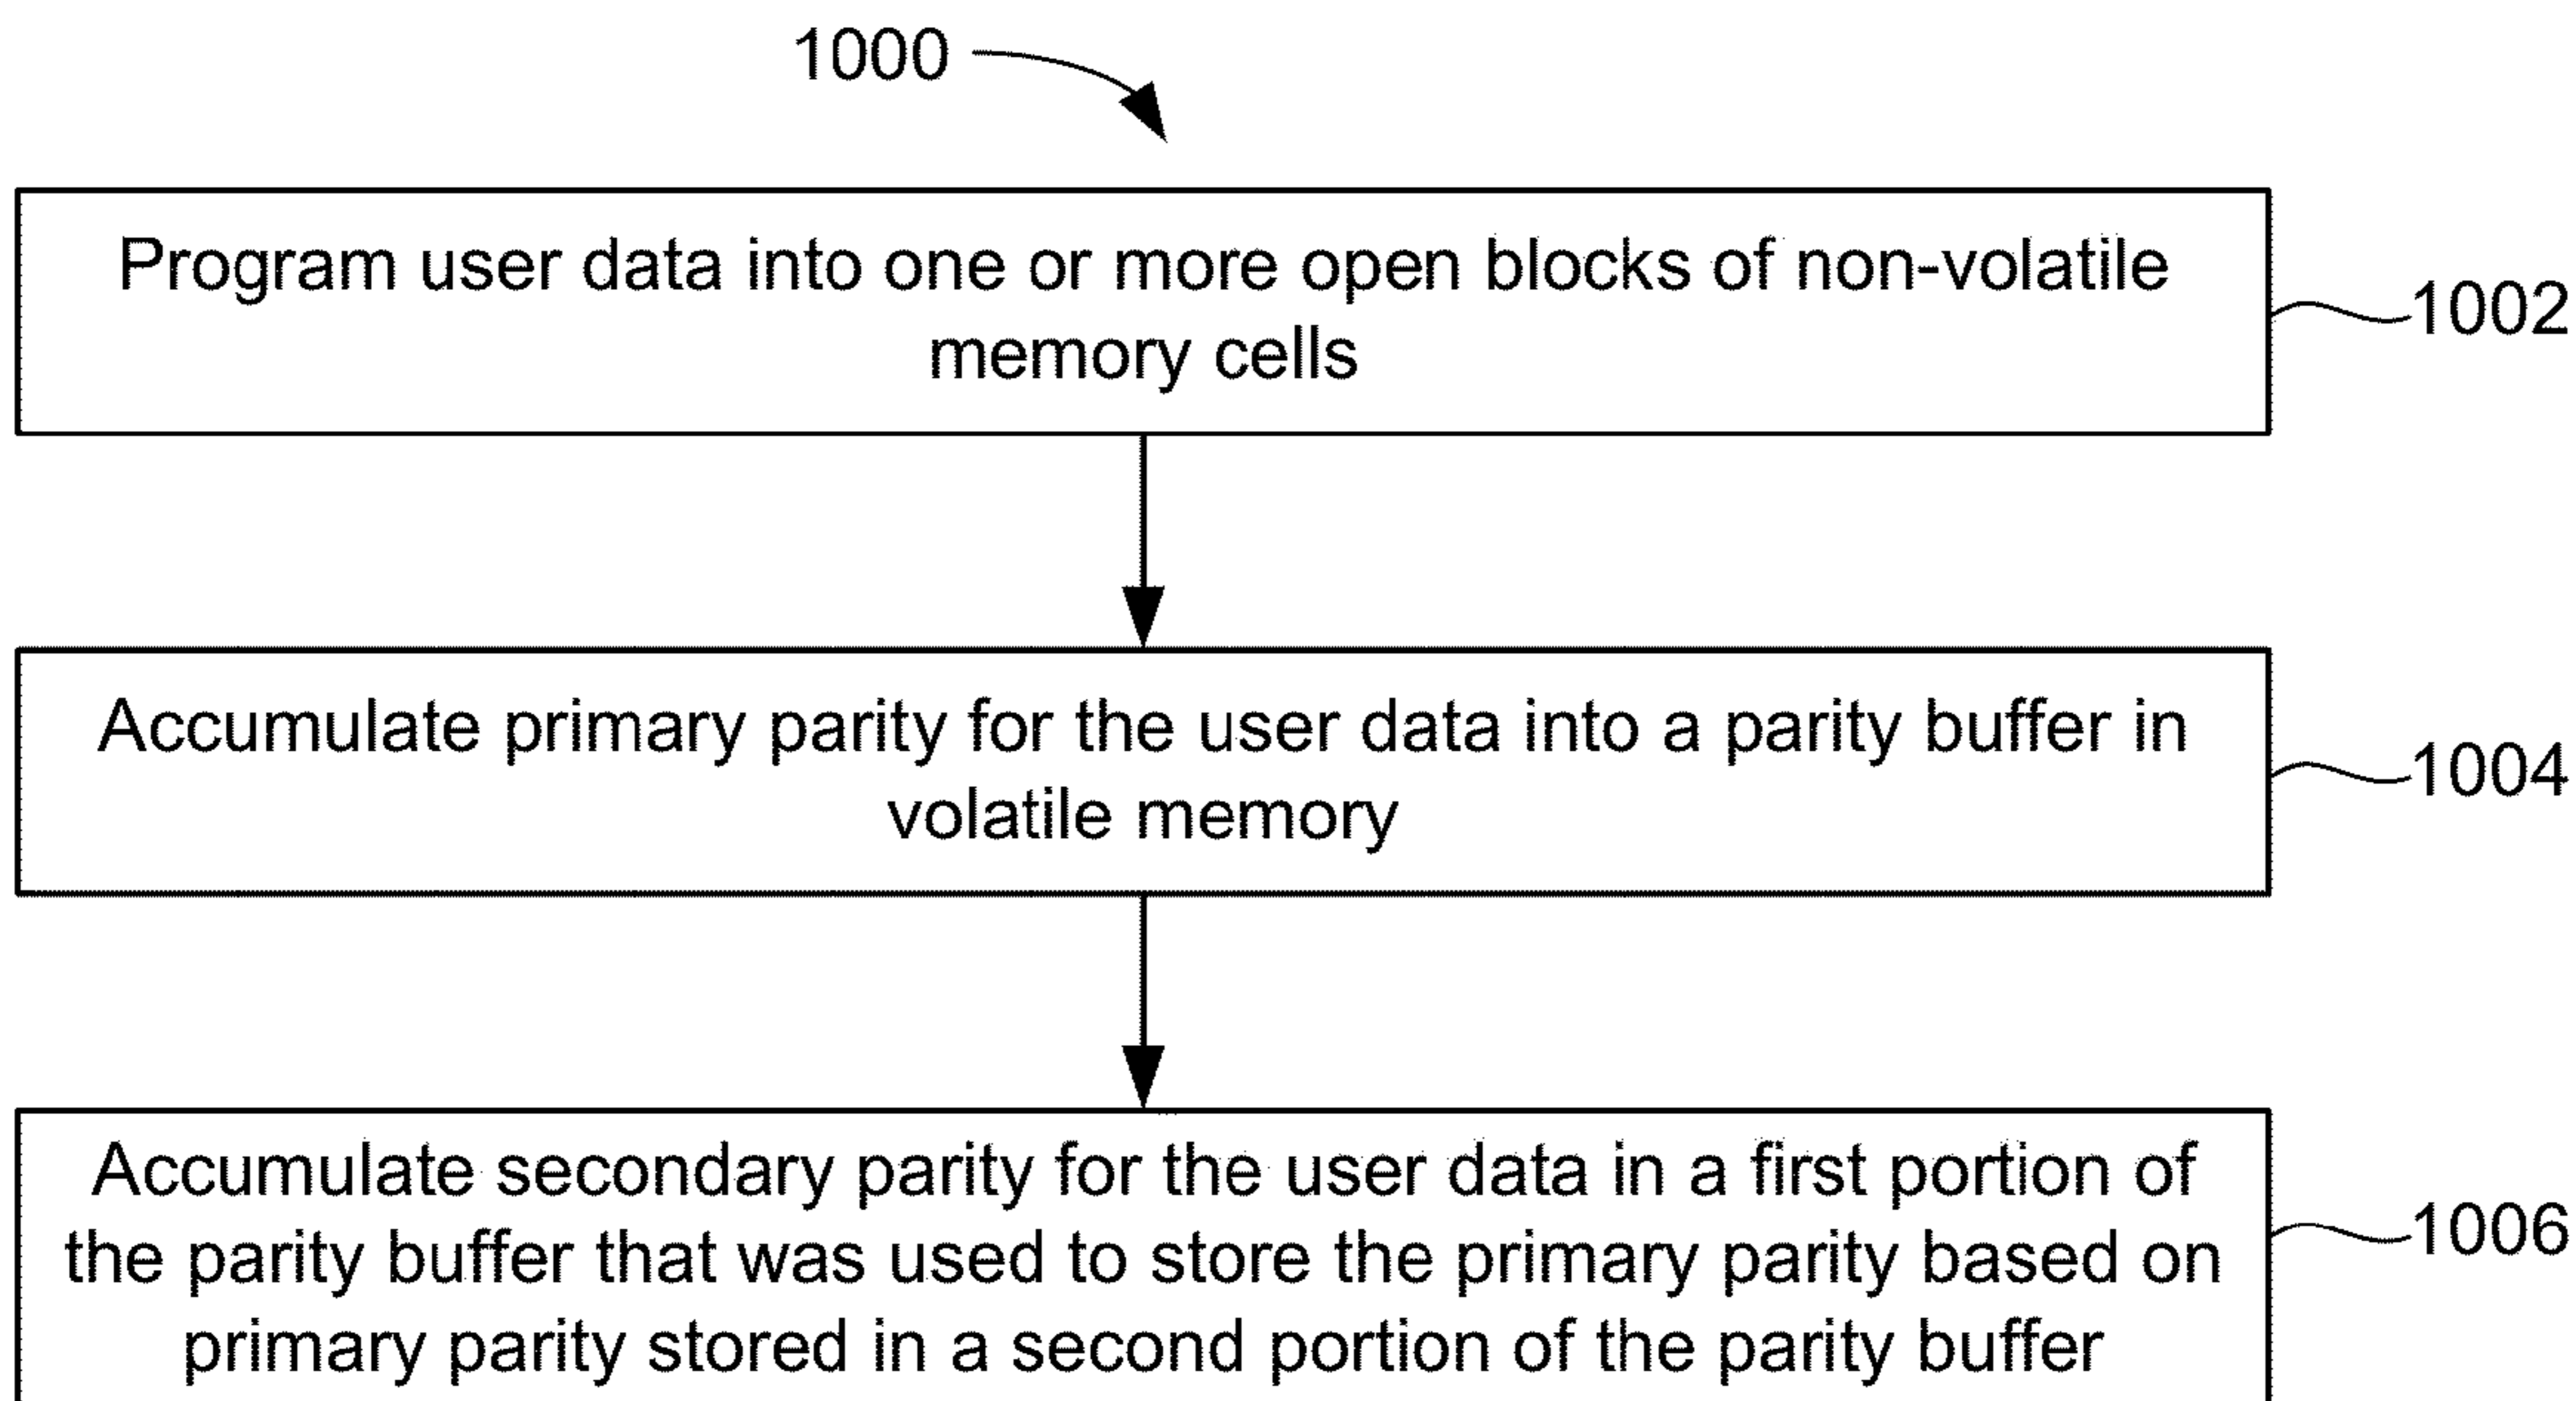 1000
Program user data into one or more open blocks of non-volatile
memory cells
1002
Accumulate primary parity for the user data into a parity buffer in
volatile memory
1004
Accumulate secondary parity for the user data in a first portion of
the parity buffer that was used to store the primary parity based on
primary parity stored in a second portion of the parity buffer
1006